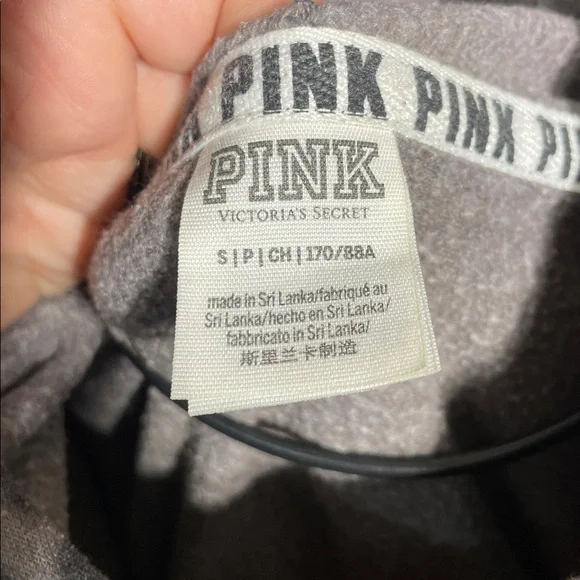 PINK PINK PI
PINK
VICTORIA'S SECRET
S|P|CH|170/88A
made in Sri Lanka/fabriqué au
Sri Lanka/hecho en Sri Lanka/
fabbricato in Sri Lanka/
斯里兰卡制造